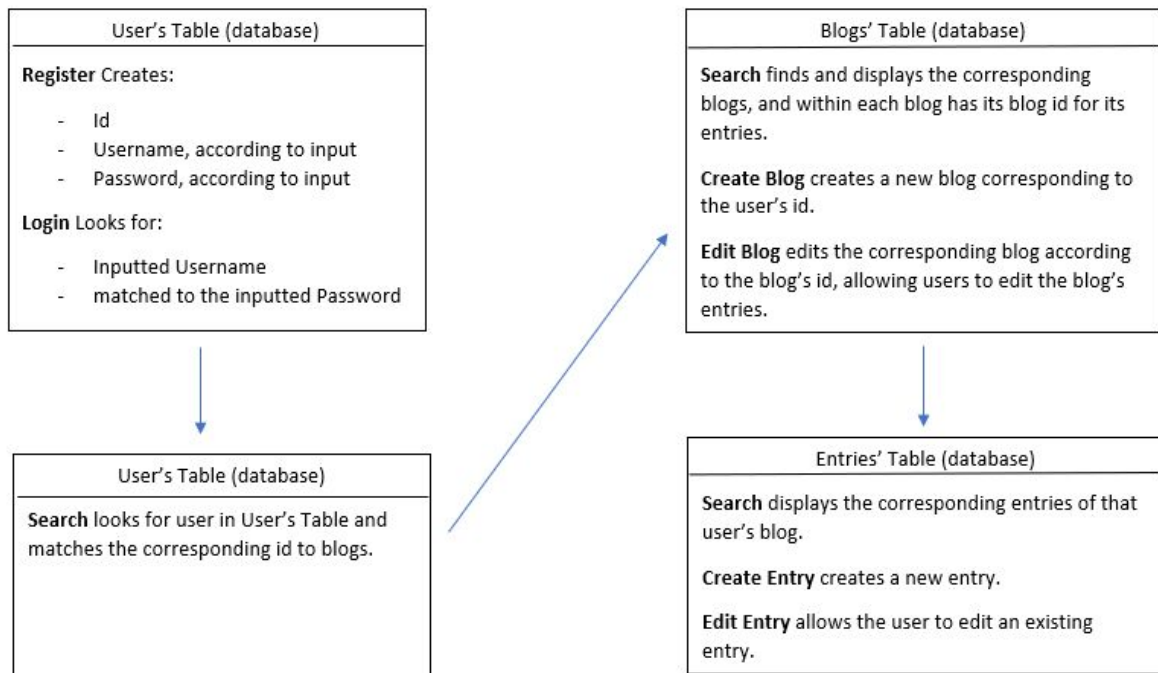 User’s Table (database)
Register Creates:
- Id
- Username, according to input
- Password, according to input
Login Looks for:
- Inputted Username
- matched to the inputted Password
User’s Table (database)
Search looks for user in User’s Table and
matches the corresponding id to blogs.
Blogs’ Table (database)
Search finds and displays the corresponding
blogs, and within each blog has its blog id for its
entries.
Create Blog creates a new blog corresponding to
the user’s id.
Edit Blog edits the corresponding blog according
to the blog’s id, allowing users to edit the blog’s
entries.
Entries’ Table (database)
Search displays the corresponding entries of that
user’s blog.
Create Entry creates a new entry.
Edit Entry allows the user to edit an existing
entry.